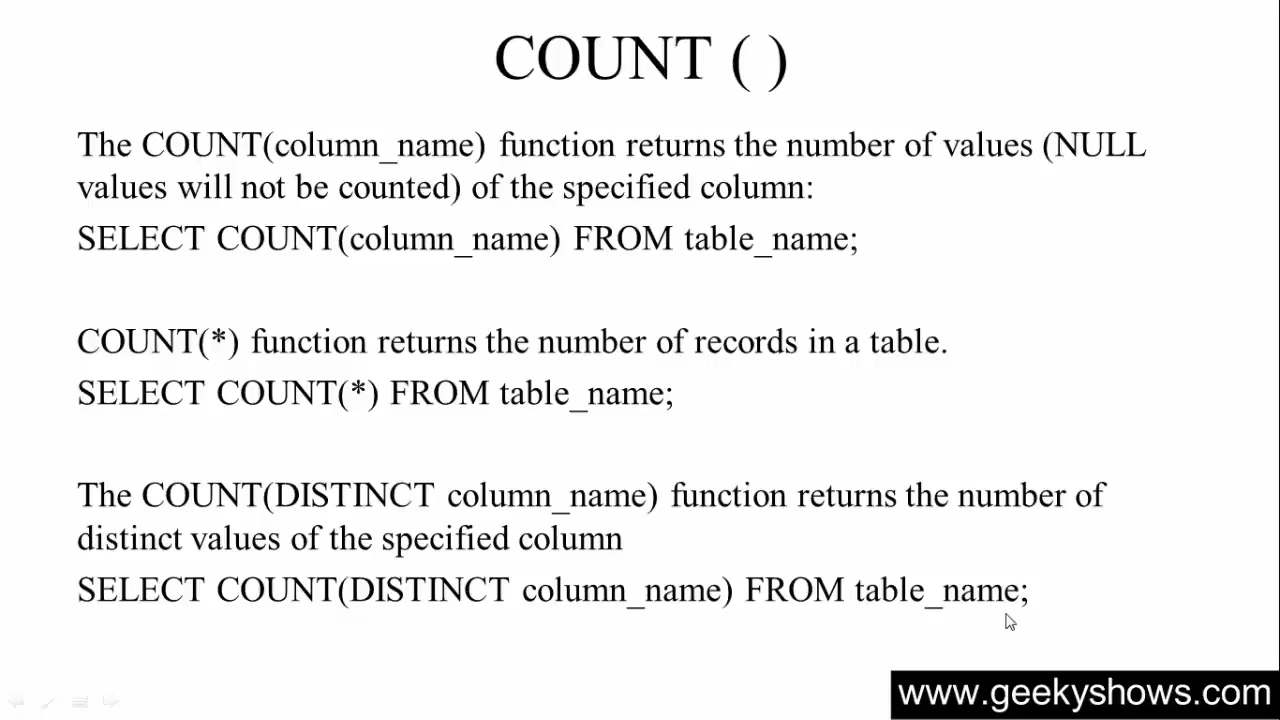 COUNT ( )
The COUNT(column_name) function returns the number of values (NULL
values will not be counted) of the specified column:
SELECT COUNT(column_name) FROM table_name;
COUNT(*) function returns the number of records in a table.
SELECT COUNT(*) FROM table_name;
The COUNT(DISTINCT column_name) function returns the number of
distinct values of the specified column
SELECT COUNT(DISTINCT column_name) FROM table_name;
www.geekyshows.com